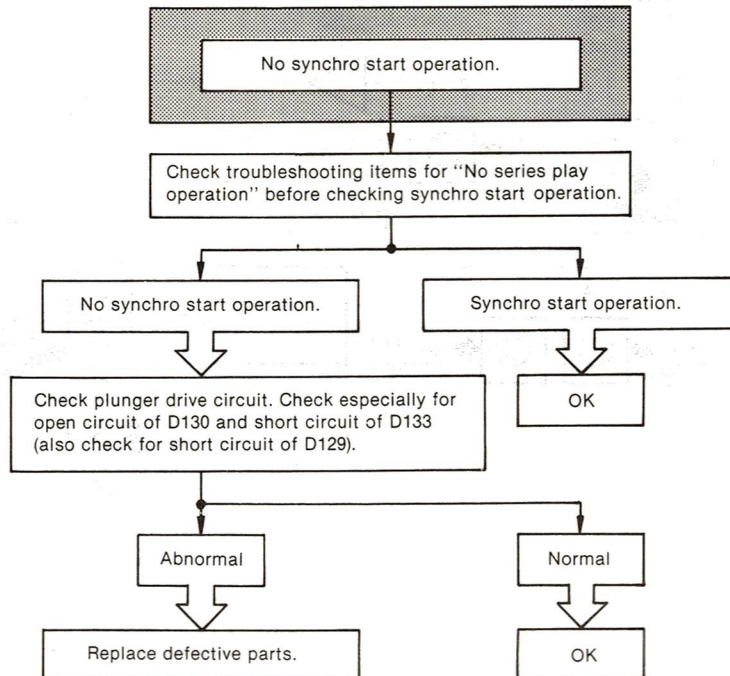 No synchro start operation.
Check troubleshooting items for “No series play
operation” before checking synchro start operation.
No synchro start operation.
Synchro start operation.
Check plunger drive circuit. Check especially for
open circuit of D130 and short circuit of D133
(also check for short circuit of D129).
OK
Abnormal
Normal
Replace defective parts.
OK